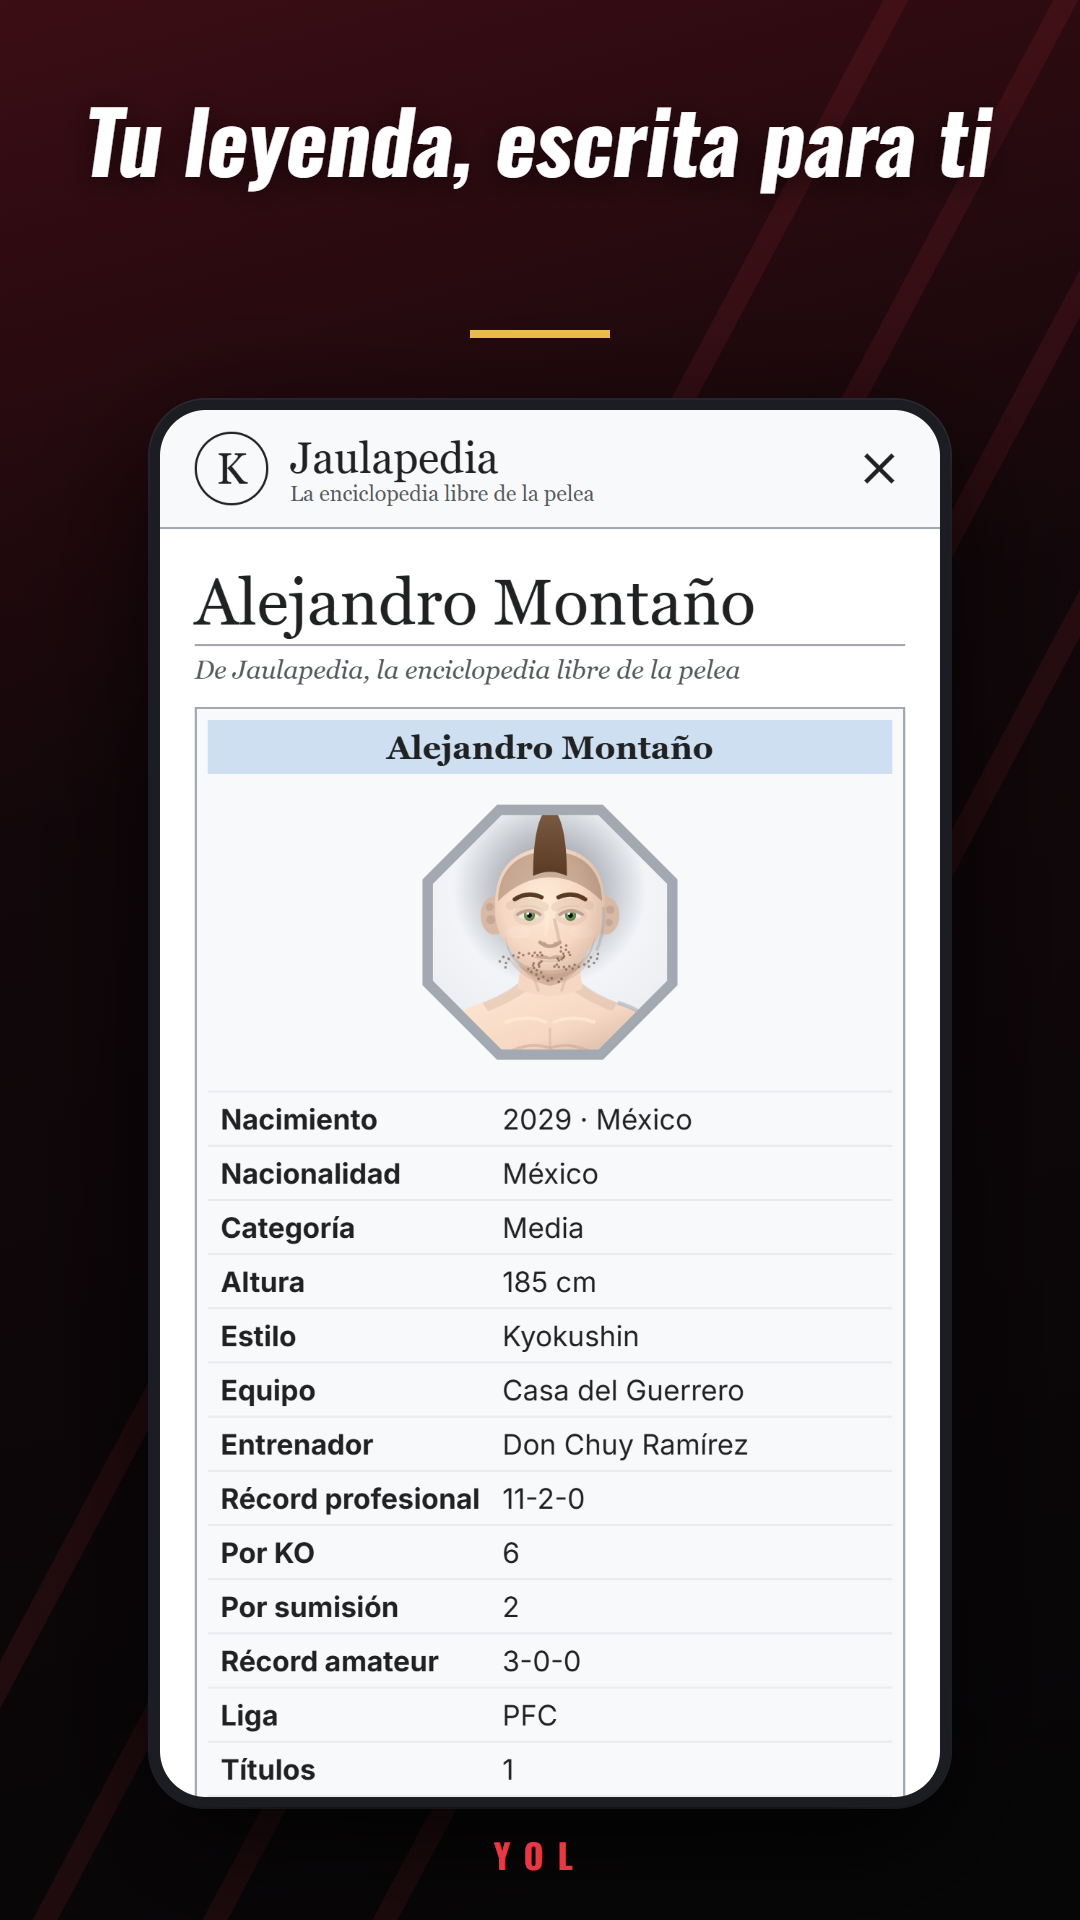 Tu leyenda, escrita para ti
K
Jaulapedia
La enciclopedia libre de la pelea
Alejandro Montaño
De Jaulapedia, la enciclopedia libre de la pelea
Alejandro Montaño
Nacimiento 2029 · México
Nacionalidad México
Categoría Media
Altura 185 cm
Estilo Kyokushin
Equipo Casa del Guerrero
Entrenador Don Chuy Ramírez
Récord profesional 11-2-0
Por KO 6
Por sumisión 2
Récord amateur 3-0-0
Liga PFC
Títulos 1
YOL